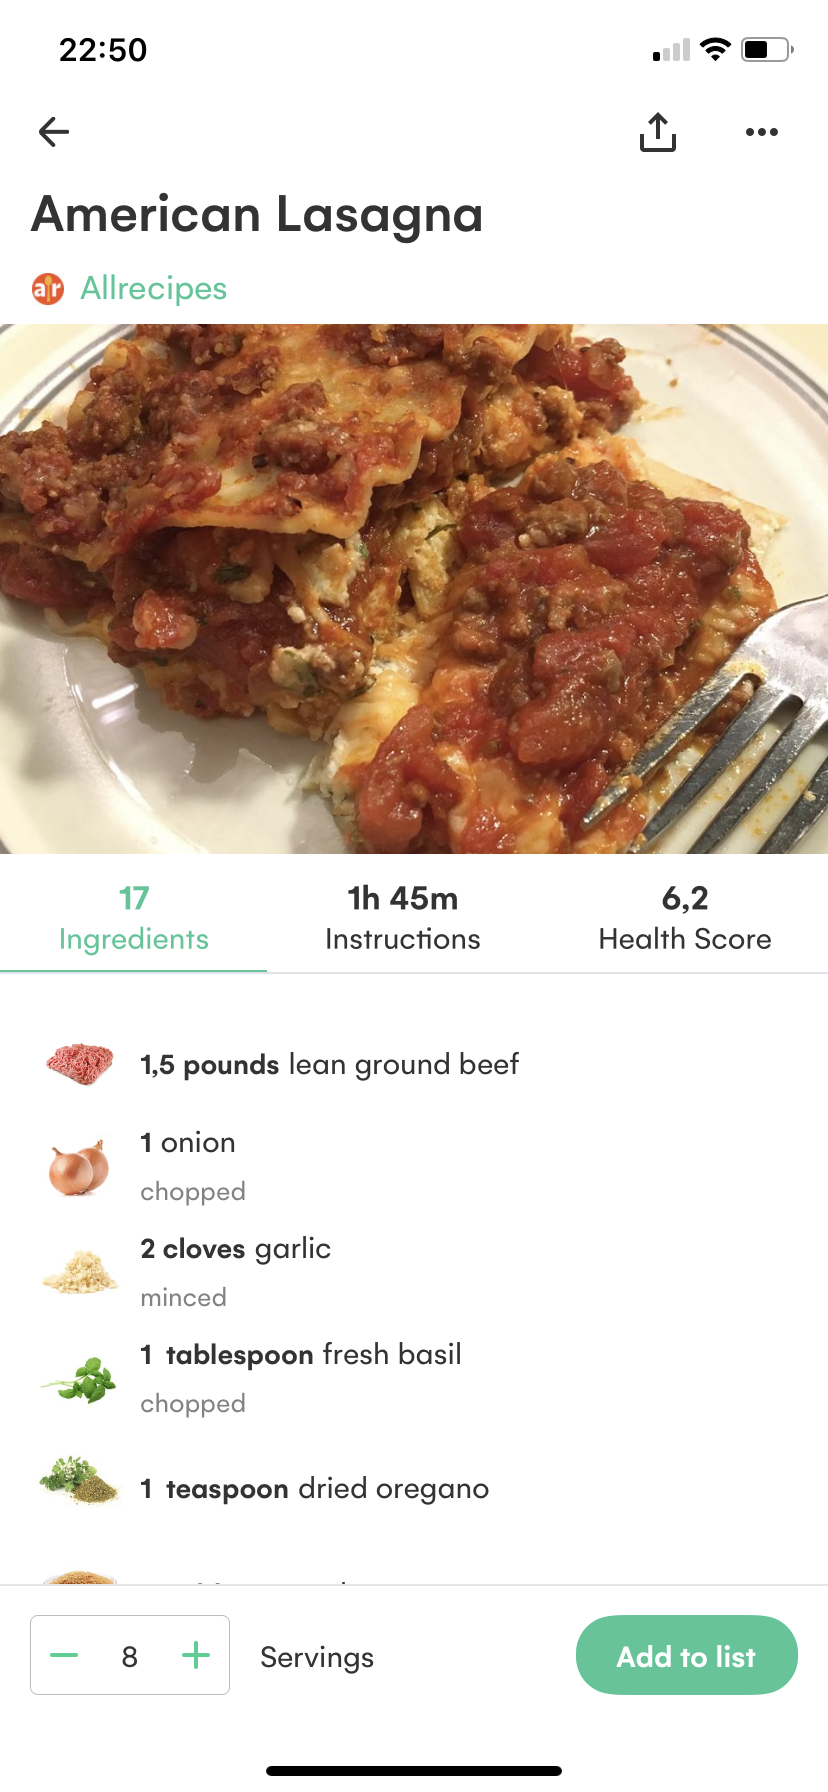 22:50
American Lasagna
Allrecipes
17
Ingredients
1h 45m
Instructions
6,2
Health Score
1,5 pounds lean ground beef
1 onion
chopped
2 cloves garlic
minced
1 tablespoon fresh basil
chopped
1 teaspoon dried oregano
8
Servings
Add to list